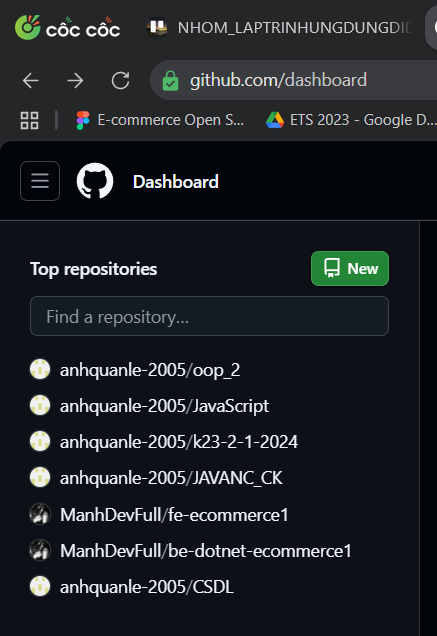 cốc cốc
NHOM_LAPTRINHUNGDUNGDID
github.com/dashboard
E-commerce Open S...
ETS 2023 - Google D...
Dashboard
Top repositories
New
Find a repository...
anhquanle-2005/oop_2
anhquanle-2005/JavaScript
anhquanle-2005/k23-2-1-2024
anhquanle-2005/JAVANC_CK
ManhDevFull/fe-ecommerce1
ManhDevFull/be-dotnet-ecommerce1
anhquanle-2005/CSDL